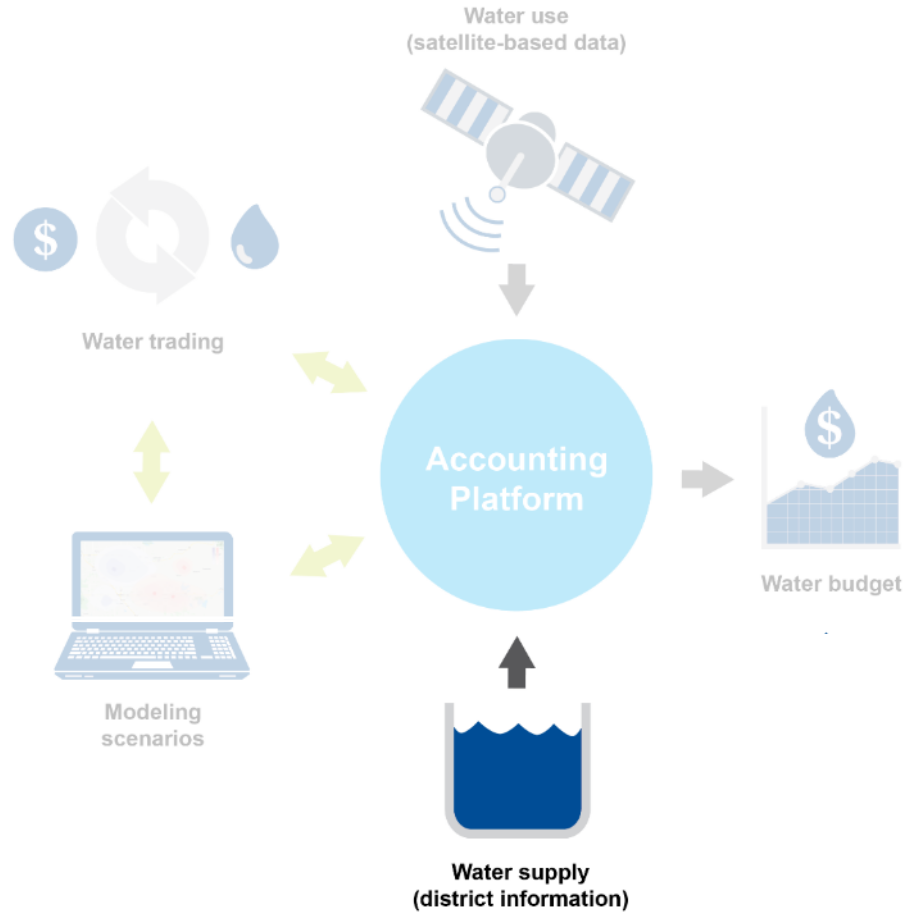 Water use
(satellite-based data)
$
Water trading
Accounting
Platform
$
Water budget
Modeling
scenarios
Water supply
(district information)